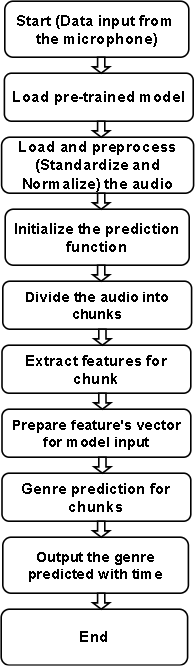 Start (Data input from
the microphone)
Load pre-trained model
Load and preprocess
(Standardize and
Normalize) the audio
Initialize the prediction
function
Divide the audio into
chunks
Extract features for
chunk
Prepare feature's vector
for model input
Genre prediction for
chunks
Output the genre
predicted with time
End